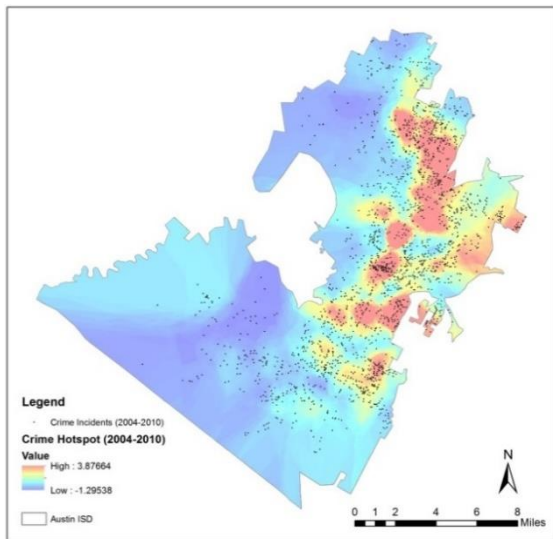 Legend
Crime Incidents (2004-2010)
Crime Hotspot (2004-2010)
Value
High : 3.87664
Low : -1.29538
Austin ISD
N
0 1 2 4 6 8
Miles